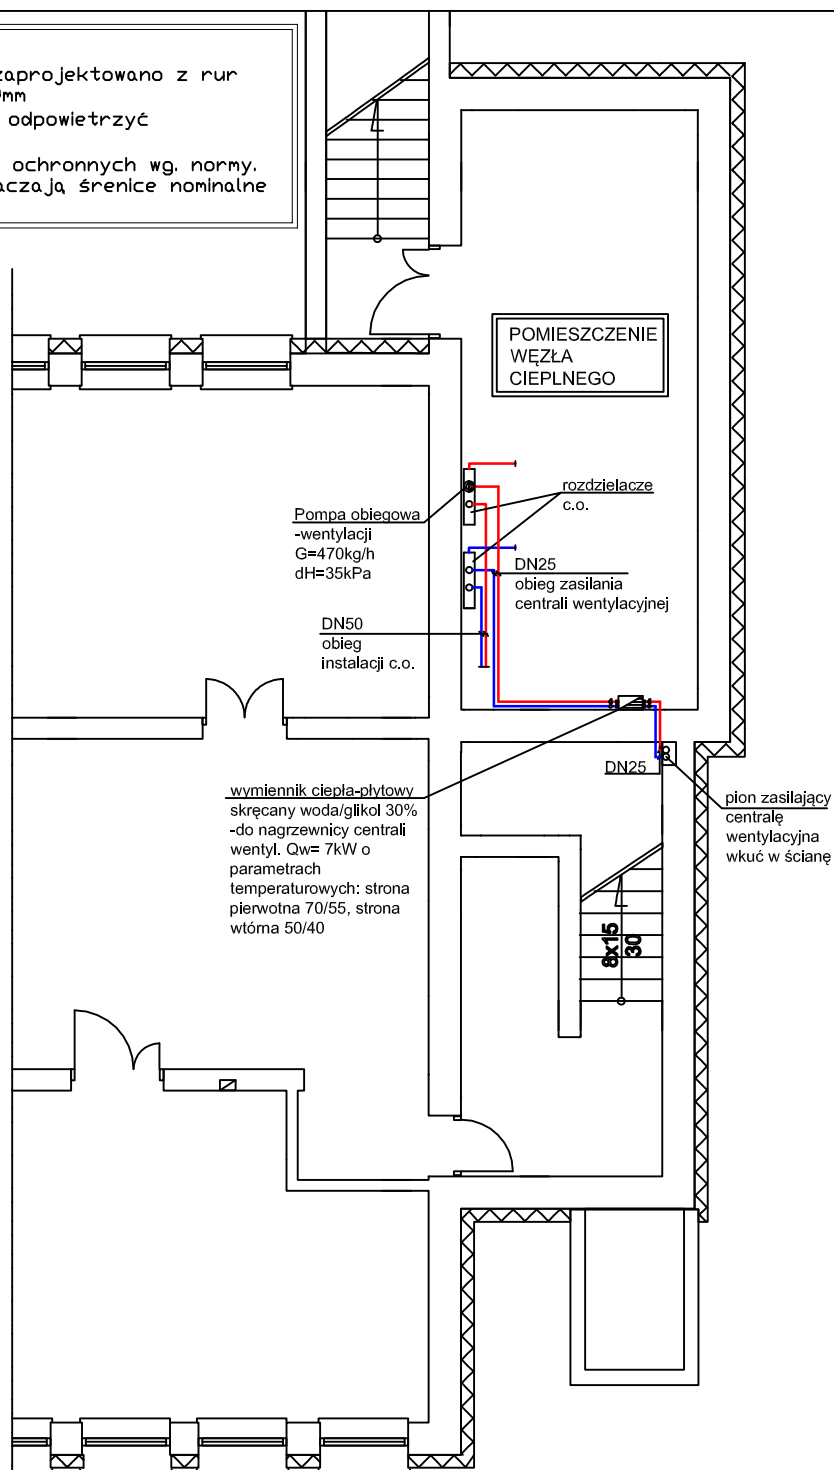 zaprojektowano z rur
odpowietrzyć
ochronnych wg. normy.
śrenice nominalne
POMIESZCZENIE
WĘZŁA
CIEPLNEGO
rozdzielacze
c.o.
Pompa obiegowa
-wentylacji
G=470kg/h
dH=35kPa
DN25
obieg zasilania
centrali wentylacyjnej
DN50
obieg
instalacji c.o.
DN25
wymiennik ciepła-płytowy
skręcany woda/glikol 30%
-do nagrzewnicy centrali
wentyl. Qw= 7kW o
parametrach
temperaturowych: strona
pierwotna 70/55, strona
wtórna 50/40
pion zasilający
centralę
wentylacyjna
wkuć w ścianę
8x15
30